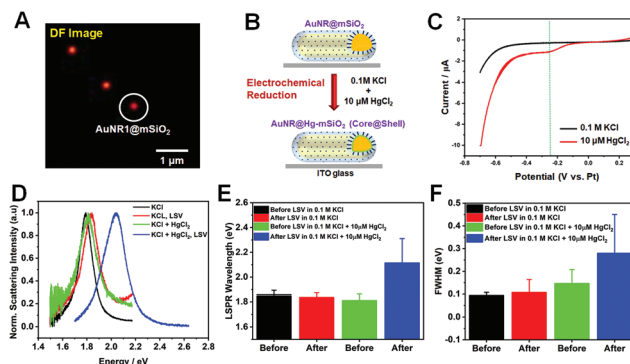 A
DF Image
AuNR1@mSiO₂
1 µm
B
AuNR@mSiO₂
Electrochemical
Reduction
0.1M KCl
+
10 µM HgCl₂
AuNR@Hg-mSiO₂ (Core@Shell)
ITO glass
C
Current / µA
2
0
-2
-4
-6
-8
-10
0.1 M KCl
10 µM HgCl₂
-0.6 -0.4 -0.2 0.0 0.2
Potential (V vs. Pt)
D
Norm. Scattering Intensity (a.u)
1.0
0.8
0.6
0.4
0.2
0.0
KCl
KCL, LSV
KCl + HgCl₂
KCl + HgCl₂, LSV
1.4 1.6 1.8 2.0 2.2 2.4 2.6
Energy / eV
E
LSPR Wavelength (eV)
2.6
2.4
2.2
2.0
1.8
1.6
Before LSV in 0.1 M KCl
After LSV in 0.1 M KCl
Before LSV in 0.1 M KCl + 10µM HgCl₂
After LSV in 0.1 M KCl + 10µM HgCl₂
Before After Before After
F
FWHM (eV)
0.5
0.4
0.3
0.2
0.1
0.0
-0.1
Before LSV in 0.1 M KCl
After LSV in 0.1 M KCl
Before LSV in 0.1 M KCl + 10µM HgCl₂
After LSV in 0.1 M KCl + 10µM HgCl₂
Before After Before After